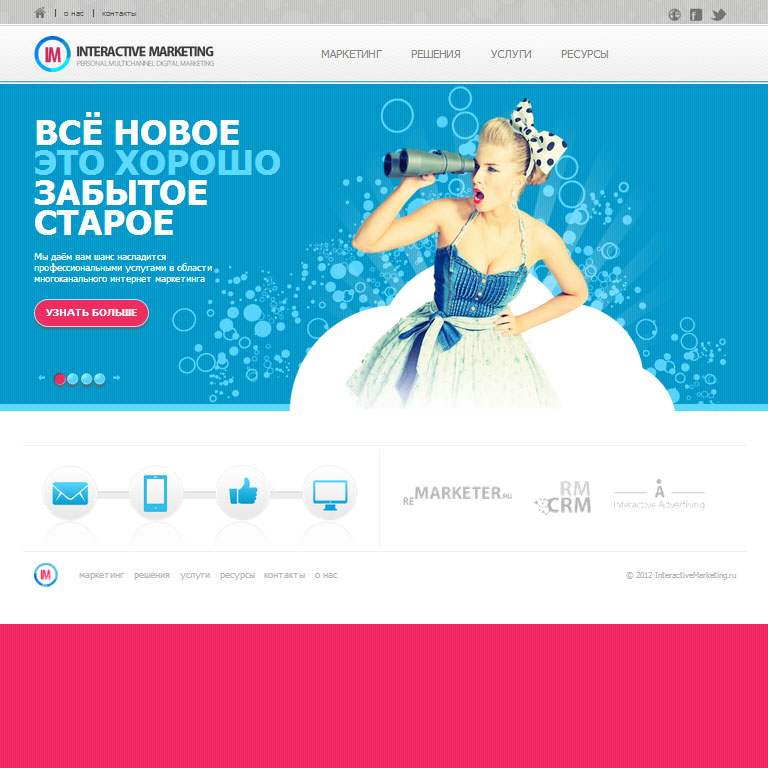 о нас | контакты
IM INTERACTIVE MARKETING
PERSONAL MULTICHANNEL DIGITAL MARKETING
МАРКЕТИНГ РЕШЕНИЯ УСЛУГИ РЕСУРСЫ
ВСЁ НОВОЕ
ЭТО ХОРОШО
ЗАБЫТОЕ
СТАРОЕ
Мы даём вам шанс насладится
профессиональными услугами в области
многоканального интернет маркетинга
УЗНАТЬ БОЛЬШЕ
REMARKETER.RU
RM
CRM
Interactive Advertising
IM маркетинг решения услуги ресурсы контакты о нас
© 2012 InteractiveMarketing.ru